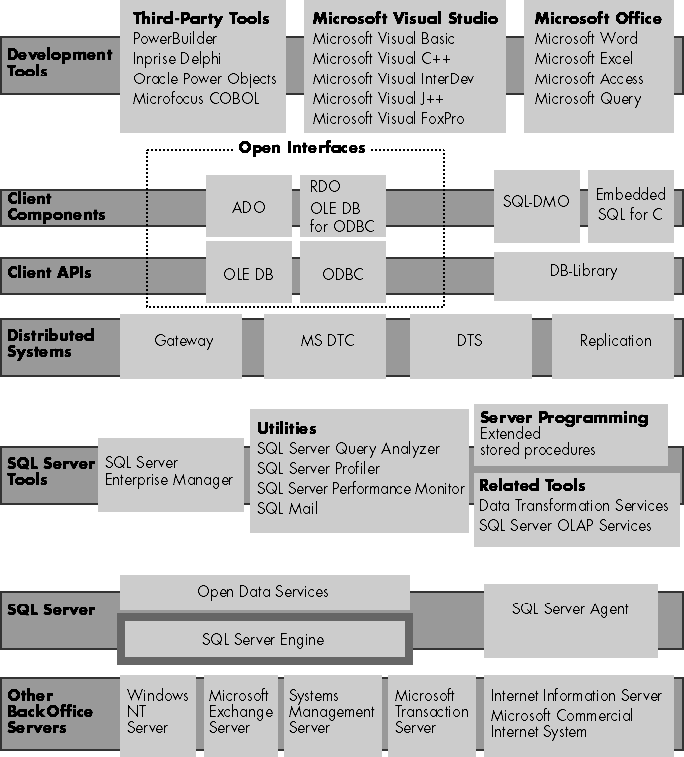 Development
Tools
Third-Party Tools
PowerBuilder
Inprise Delphi
Oracle Power Objects
Microfocus COBOL
Microsoft Visual Studio
Microsoft Visual Basic
Microsoft Visual C++
Microsoft Visual InterDev
Microsoft Visual J++
Microsoft Visual FoxPro
Microsoft Office
Microsoft Word
Microsoft Excel
Microsoft Access
Microsoft Query
Open Interfaces
Client
Components
ADO
RDO
OLE DB
for ODBC
SQL-DMO
Embedded
SQL for C
Client APIs
OLE DB
ODBC
DB-Library
Distributed
Systems
Gateway
MS DTC
DTS
Replication
SQL Server
Tools
SQL Server
Enterprise Manager
Utilities
SQL Server Query Analyzer
SQL Server Profiler
SQL Server Performance Monitor
SQL Mail
Server Programming
Extended
stored procedures
Related Tools
Data Transformation Services
SQL Server OLAP Services
SQL Server
Open Data Services
SQL Server Engine
SQL Server Agent
Other
BackOffice
Servers
Windows
NT
Server
Microsoft
Exchange
Server
Systems
Management
Server
Microsoft
Transaction
Server
Internet Information Server
Microsoft Commercial
Internet System